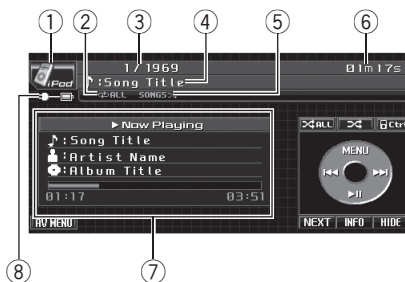 ① ② ③ ④ ⑤ ⑥
iPod
1/1969
01m17s
♪:Song Title
ALL SONGS
▶Now Playing
♪:Song Title
:Artist Name
:Album Title
01:17 03:51
ALL
Ctrl
MENU
AV MENU
NEXT INFO HIDE
⑧ ⑦